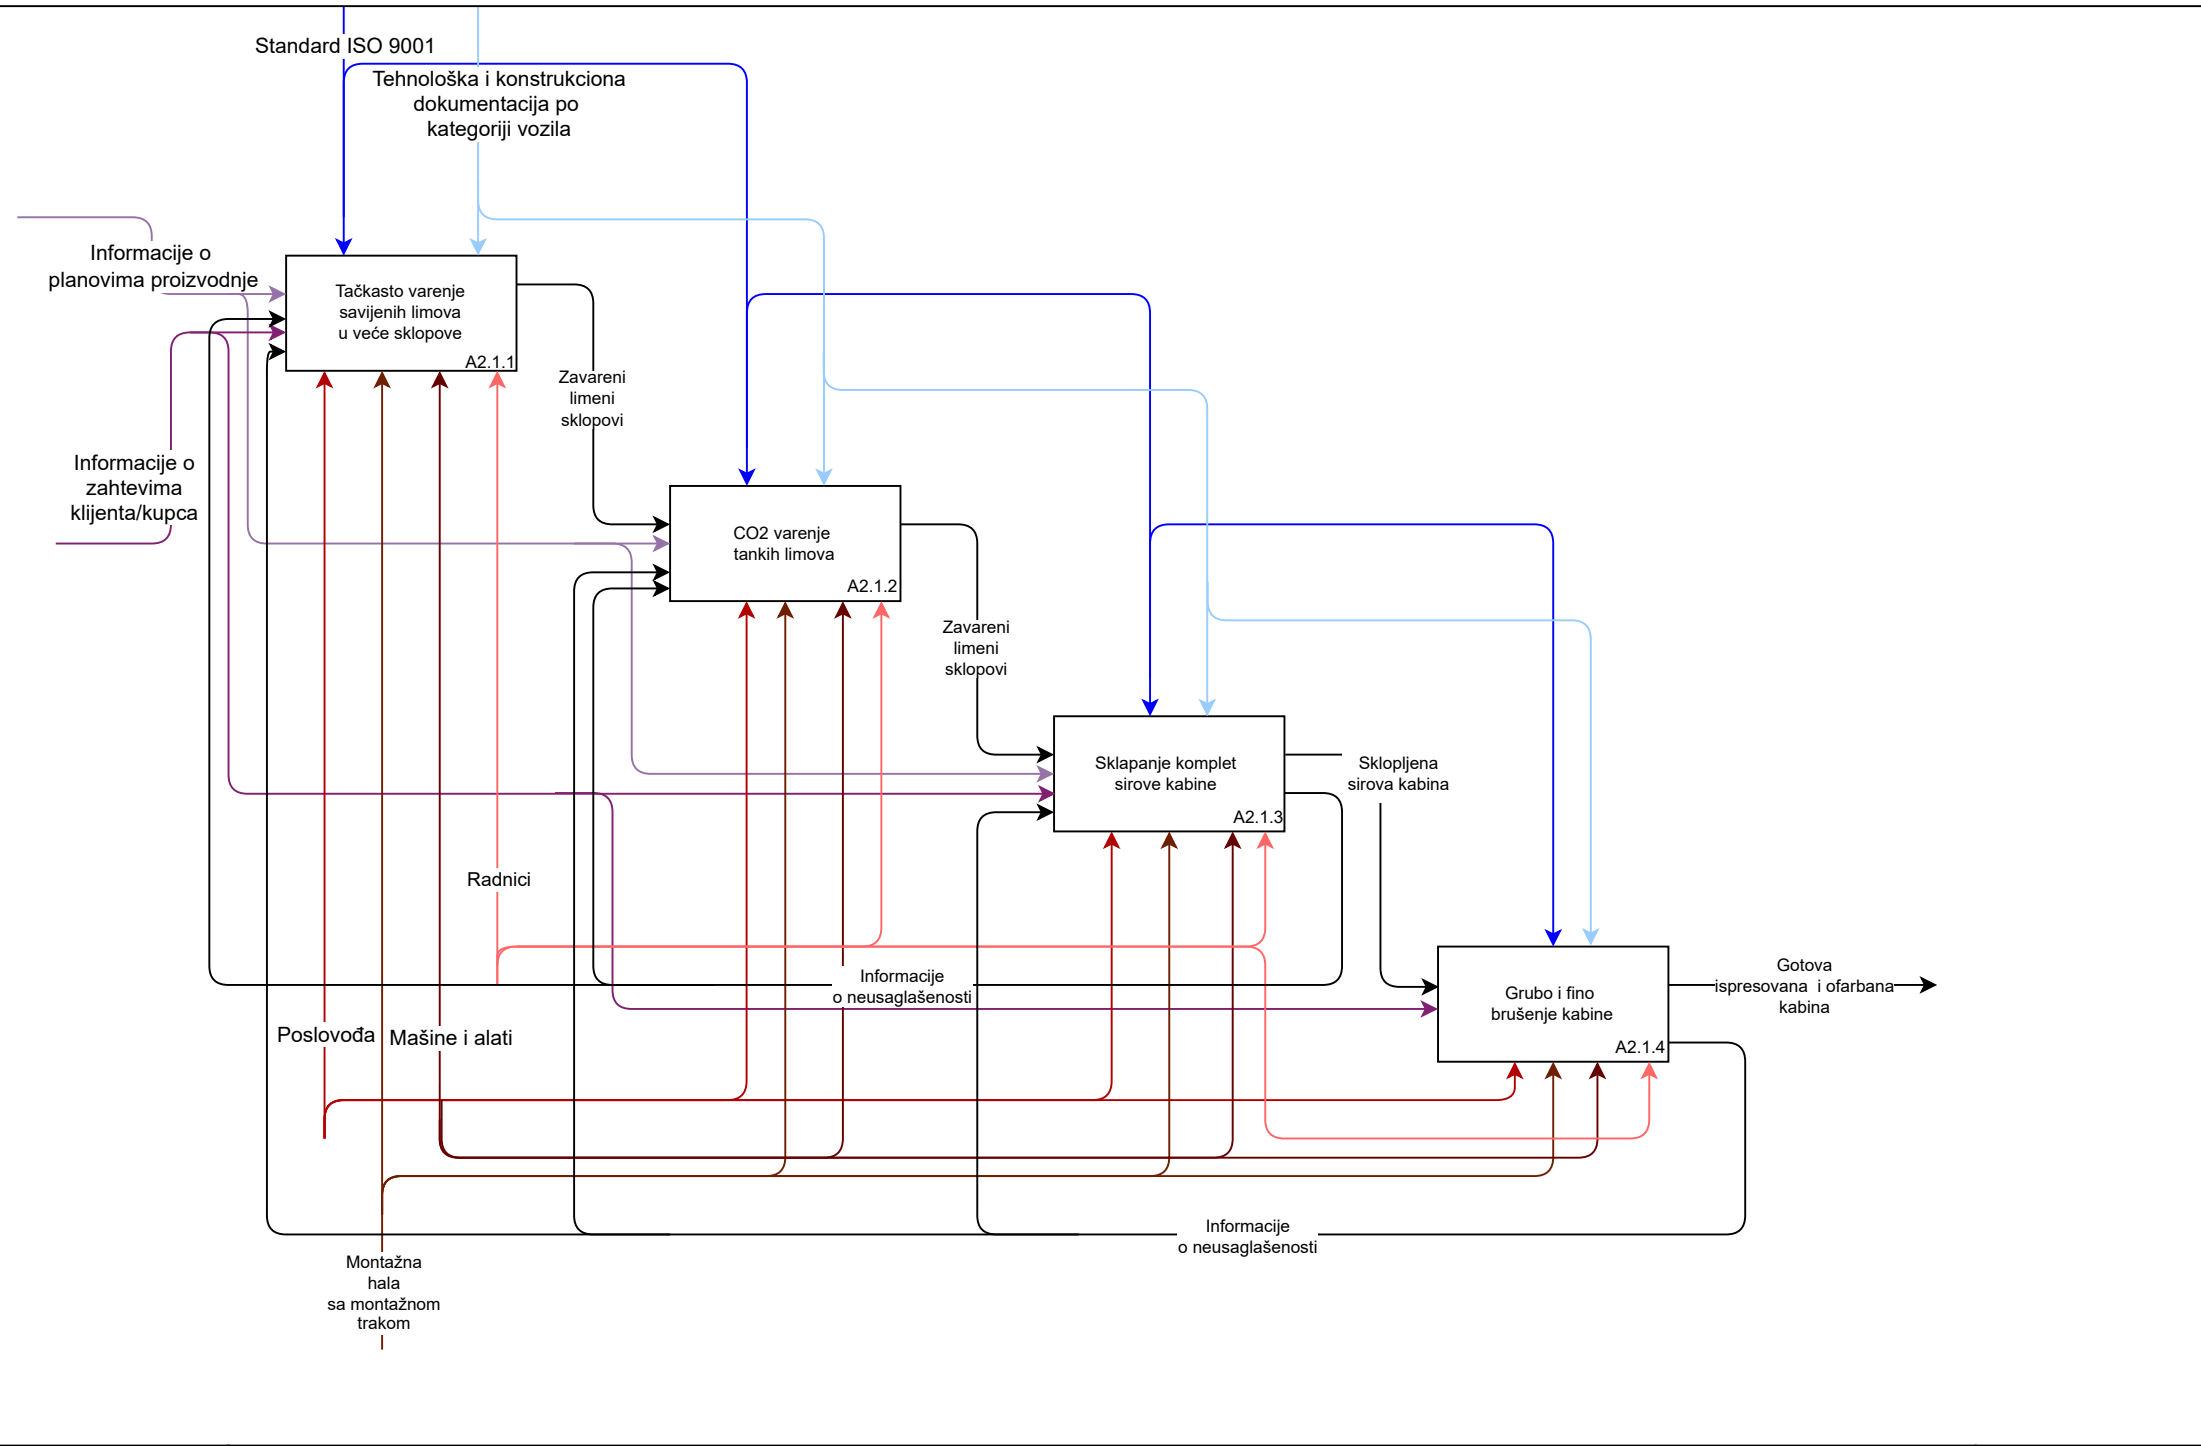 Standard ISO 9001
Tehnološka i konstrukciona
dokumentacija po
kategoriji vozila
Informacije o
planovima proizvodnje
Tačkasto varenje
savijenih limova
u veće sklopove
A2.1.1
Zavareni
limeni
sklopovi
Informacije o
zahtevima
klijenta/kupca
CO2 varenje
tankih limova
A2.1.2
Zavareni
limeni
sklopovi
Sklapanje komplet
sirove kabine
A2.1.3
Sklopljena
sirova kabina
Radnici
Informacije
o neusaglašenosti
Grubo i fino
brušenje kabine
A2.1.4
Gotova
ispresovana  i ofarbana
kabina
Poslovođa
Mašine i alati
Informacije
o neusaglašenosti
Montažna
hala
sa montažnom
trakom